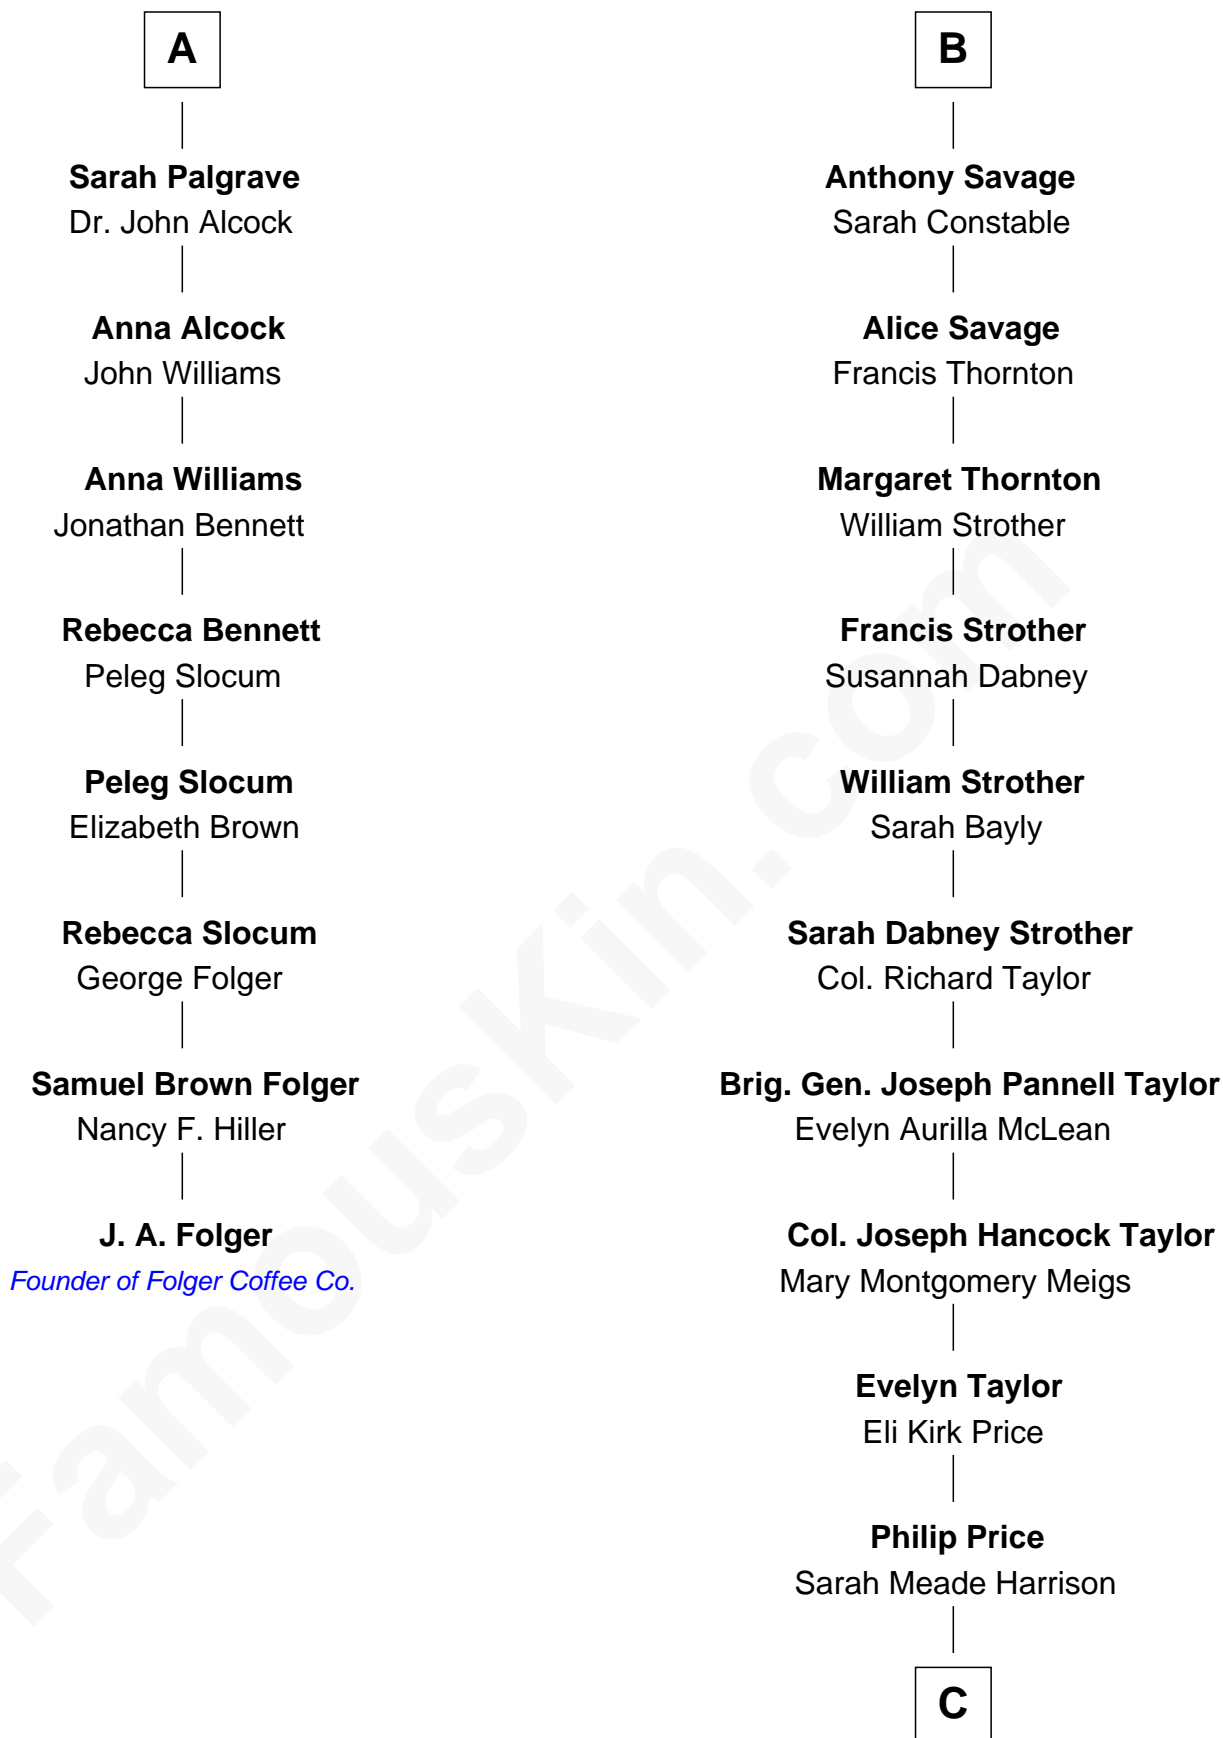 A
Sarah Palgrave
Dr. John Alcock
Anna Alcock
John Williams
Anna Williams
Jonathan Bennett
Rebecca Bennett
Peleg Slocum
Peleg Slocum
Elizabeth Brown
Rebecca Slocum
George Folger
Samuel Brown Folger
Nancy F. Hiller
J. A. Folger
Founder of Folger Coffee Co.
B
Anthony Savage
Sarah Constable
Alice Savage
Francis Thornton
Margaret Thornton
William Strother
Francis Strother
Susannah Dabney
William Strother
Sarah Bayly
Sarah Dabney Strother
Col. Richard Taylor
Brig. Gen. Joseph Pannell Taylor
Evelyn Aurilla McLean
Col. Joseph Hancock Taylor
Mary Montgomery Meigs
Evelyn Taylor
Eli Kirk Price
Philip Price
Sarah Meade Harrison
C
FamousKin.com